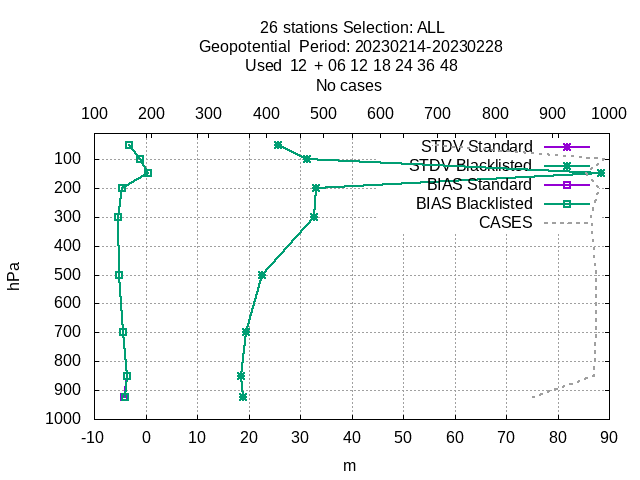 26 stations Selection: ALL
Geopotential Period: 20230214-20230228
Used 12 + 06 12 18 24 36 48
No cases
100 200 300 400 500 600 700 800 900 1000
STDV Standard
STDV Blacklisted
BIAS Standard
BIAS Blacklisted
CASES
100
200
300
400
500
600
700
800
900
1000
hPa
-10 0 10 20 30 40 50 60 70 80 90
m